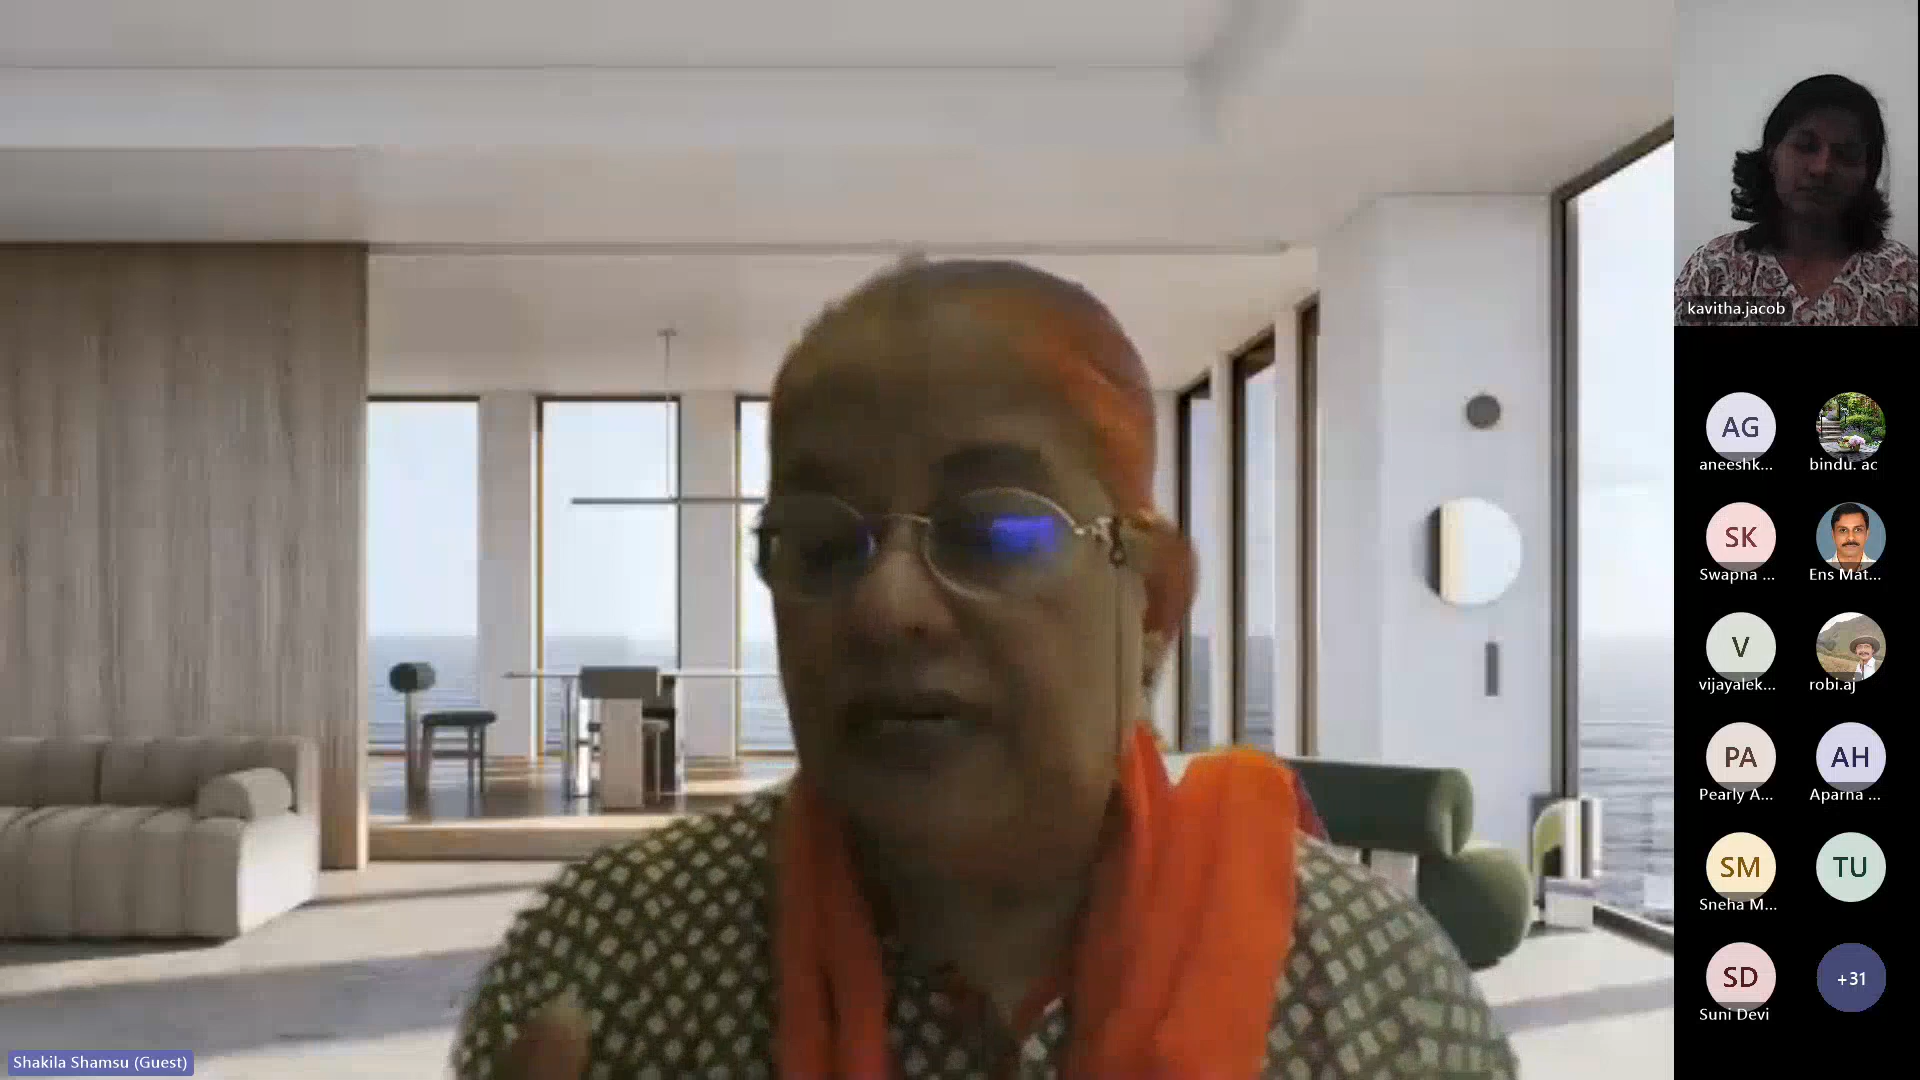 kavitha.jacob
AG
aneeshk...
bindu. ac
SK
Swapna ...
Ens Mat...
V
vijayalek...
robi.aj
PA
Pearly A...
AH
Aparna ...
SM
Sneha M...
TU
SD
Suni Devi
+31
Shakila Shamsu (Guest)